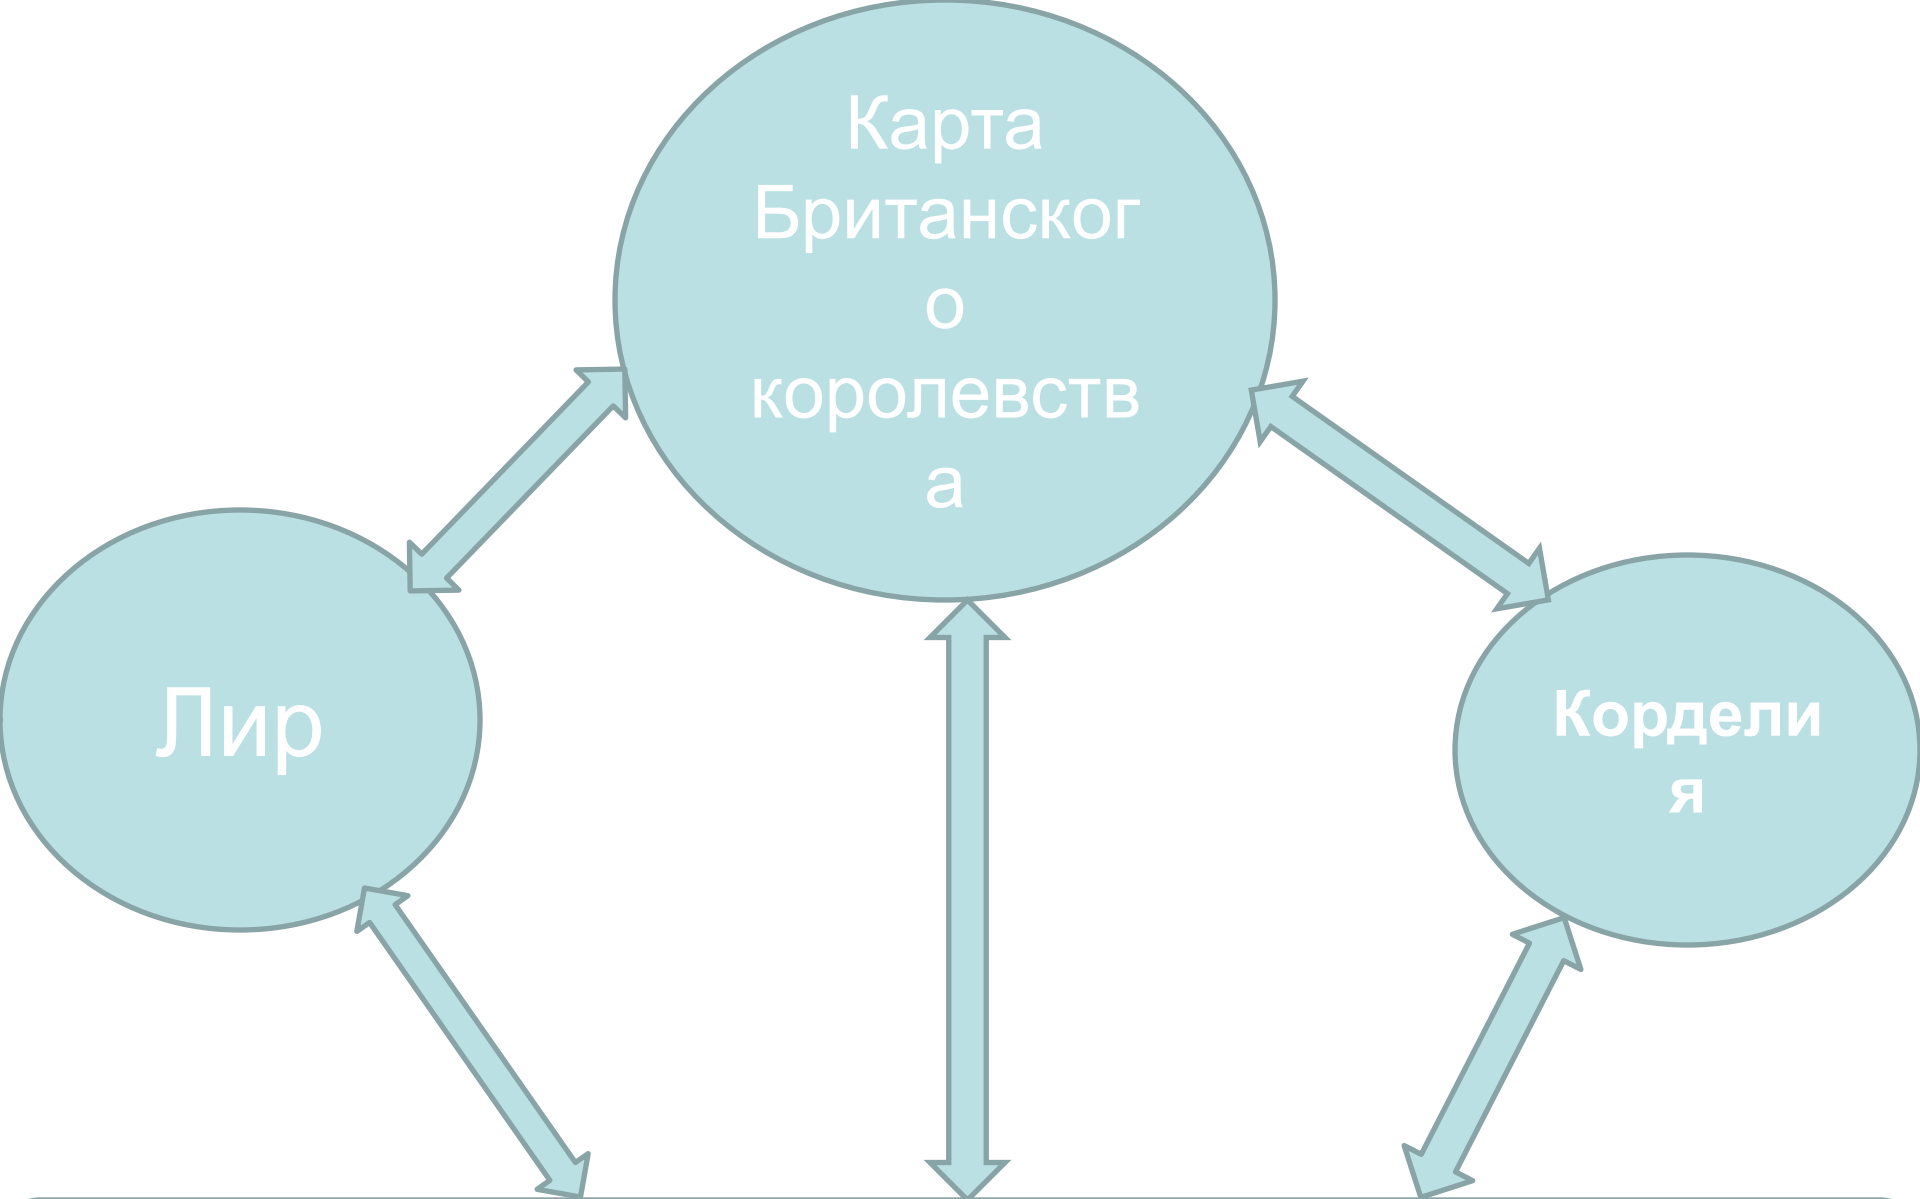 Карта
Британског
о
королевств
а
Лир
Кордели
я